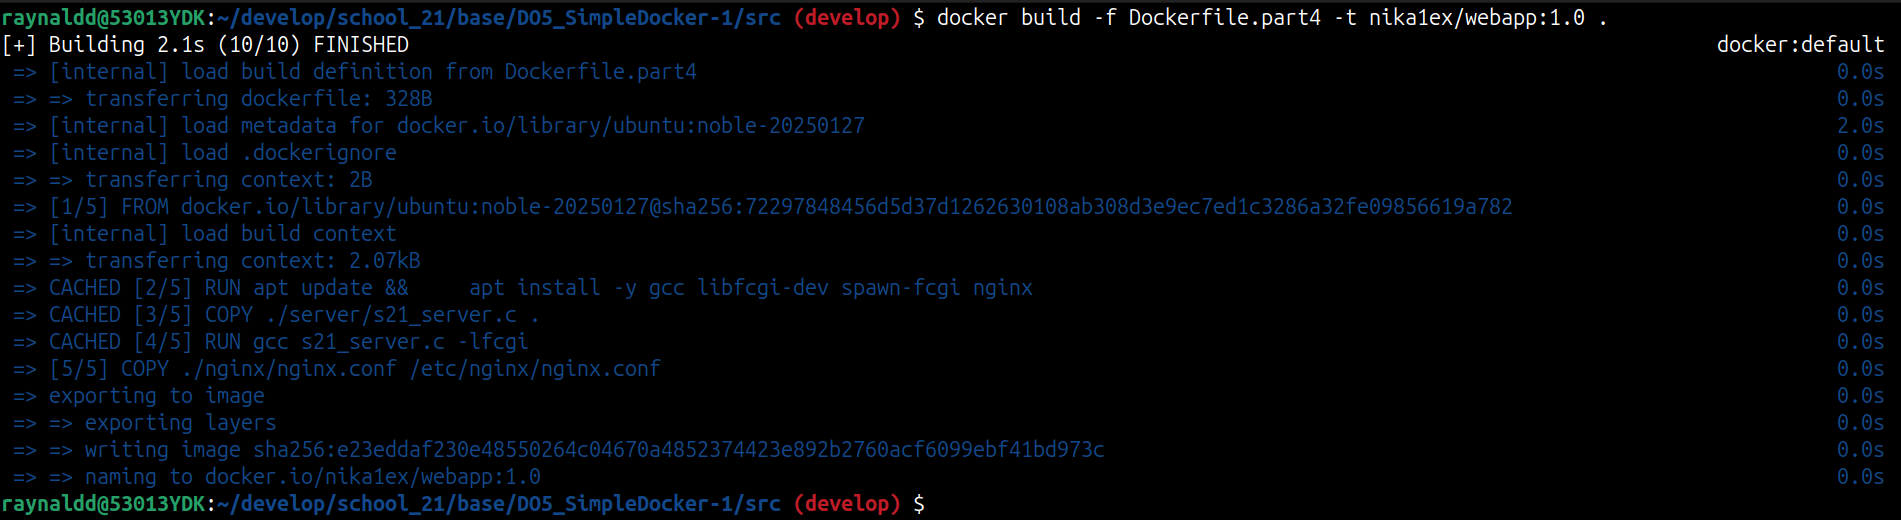 raynaldd@53013YDK:~/develop/school_21/base/DO5_SimpleDocker-1/src (develop) $ docker build -f Dockerfile.part4 -t nika1ex/webapp:1.0 .
[+] Building 2.1s (10/10) FINISHED docker:default
=> [internal] load build definition from Dockerfile.part4 0.0s
=> => transferring dockerfile: 328B 0.0s
=> [internal] load metadata for docker.io/library/ubuntu:noble-20250127 2.0s
=> [internal] load .dockerignore 0.0s
=> => transferring context: 2B 0.0s
=> [1/5] FROM docker.io/library/ubuntu:noble-20250127@sha256:72297848456d5d37d1262630108ab308d3e9ec7ed1c3286a32fe09856619a782 0.0s
=> [internal] load build context 0.0s
=> => transferring context: 2.07kB 0.0s
=> CACHED [2/5] RUN apt update &&     apt install -y gcc libfcgi-dev spawn-fcgi nginx 0.0s
=> CACHED [3/5] COPY ./server/s21_server.c . 0.0s
=> CACHED [4/5] RUN gcc s21_server.c -lfcgi 0.0s
=> [5/5] COPY ./nginx/nginx.conf /etc/nginx/nginx.conf 0.0s
=> exporting to image 0.0s
=> => exporting layers 0.0s
=> => writing image sha256:e23eddaf230e48550264c04670a4852374423e892b2760acf6099ebf41bd973c 0.0s
=> => naming to docker.io/nika1ex/webapp:1.0 0.0s
raynaldd@53013YDK:~/develop/school_21/base/DO5_SimpleDocker-1/src (develop) $